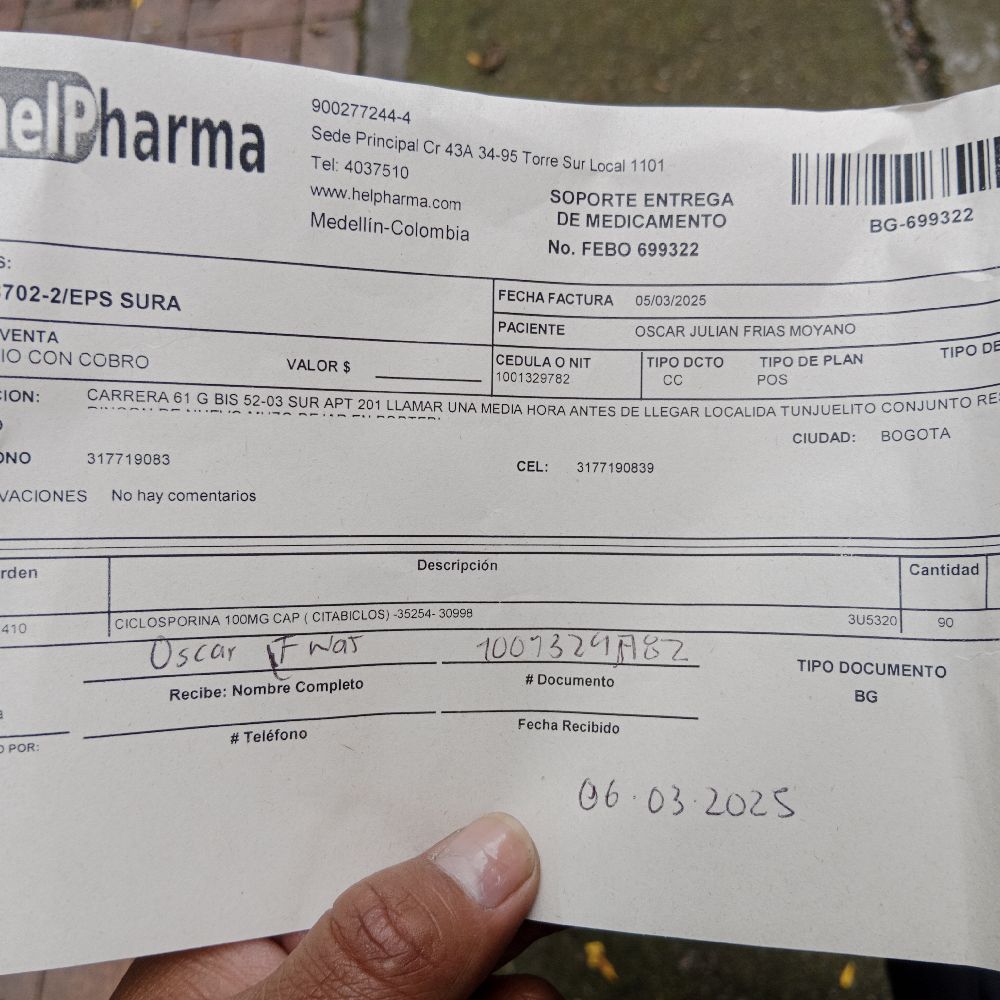 helPharma
900277244-4
Sede Principal Cr 43A 34-95 Torre Sur Local 1101
Tel: 4037510
www.helpharma.com
Medellín-Colombia
SOPORTE ENTREGA
DE MEDICAMENTO
No. FEBO 699322
BG-699322
S:
702-2/EPS SURA
FECHA FACTURA 05/03/2025
PACIENTE OSCAR JULIAN FRIAS MOYANO
VENTA
IO CON COBRO VALOR $
CEDULA O NIT TIPO DCTO TIPO DE PLAN TIPO DE
1001329782 CC POS
CION: CARRERA 61 G BIS 52-03 SUR APT 201 LLAMAR UNA MEDIA HORA ANTES DE LLEGAR LOCALIDA TUNJUELITO CONJUNTO RES
CIUDAD: BOGOTA
ONO 317719083 CEL: 3177190839
VACIONES No hay comentarios
rden Descripción Cantidad
410 CICLOSPORINA 100MG CAP ( CITABICLOS) -35254- 30998 3U5320 90
Oscar
Recibe: Nombre Completo # Documento
TIPO DOCUMENTO
BG
# Teléfono Fecha Recibido
O POR:
06.03.2025